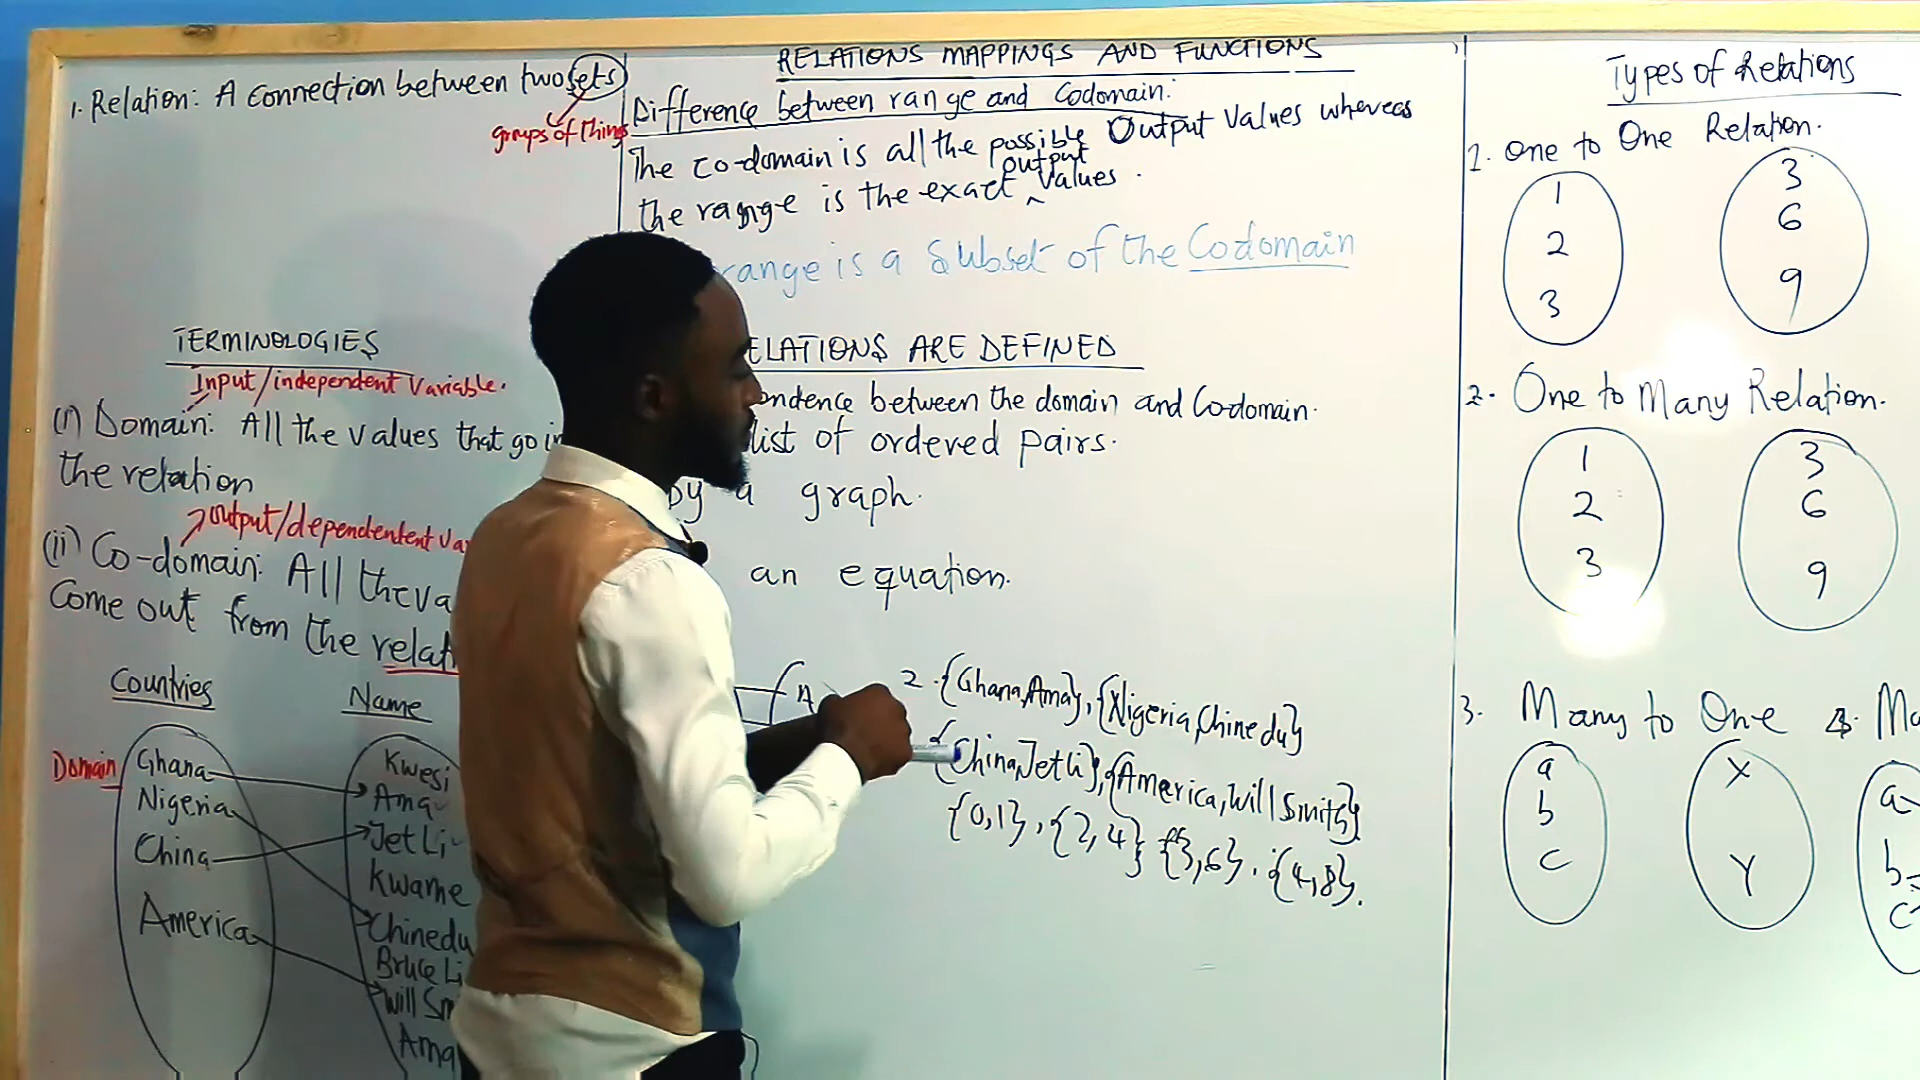 RELATIONS MAPPINGS AND FUNCTIONS
1. Relation: A connection between two sets
groups of things
TERMINOLOGIES
Input/independent Variable.
(i) Domain: All the values that go in
the relation
output/dependentent va
(ii) Co-domain: All the va
Come out from the relati
Countries
Name
Domain
Ghana
Nigeria
China
America
Kwesi
Ama
Jet Li
Kwame
Chinedu
Bruce Li
Will Sm
Difference between range and Codomain:
The co-domain is all the possible Output Values whereas
output
the range is the exact ^ Values.
range is a Subset of the Codomain
ELATIONS ARE DEFINED
ondence between the domain and Codomain.
list of ordered pairs.
by a graph.
an equation.
2. {Ghana, Ama}, {Nigeria, Chinedu}
{China, Jet Li}, {America, Will Smith}
{0,1}, {2,4} {3,6}. {4,8}.
Types of Relations
1. One to One Relation.
1
2
3
3
6
9
2. One to Many Relation.
1
2
3
3
6
9
3. Many to One
a
b
c
X
Y
Ma
a
b
c